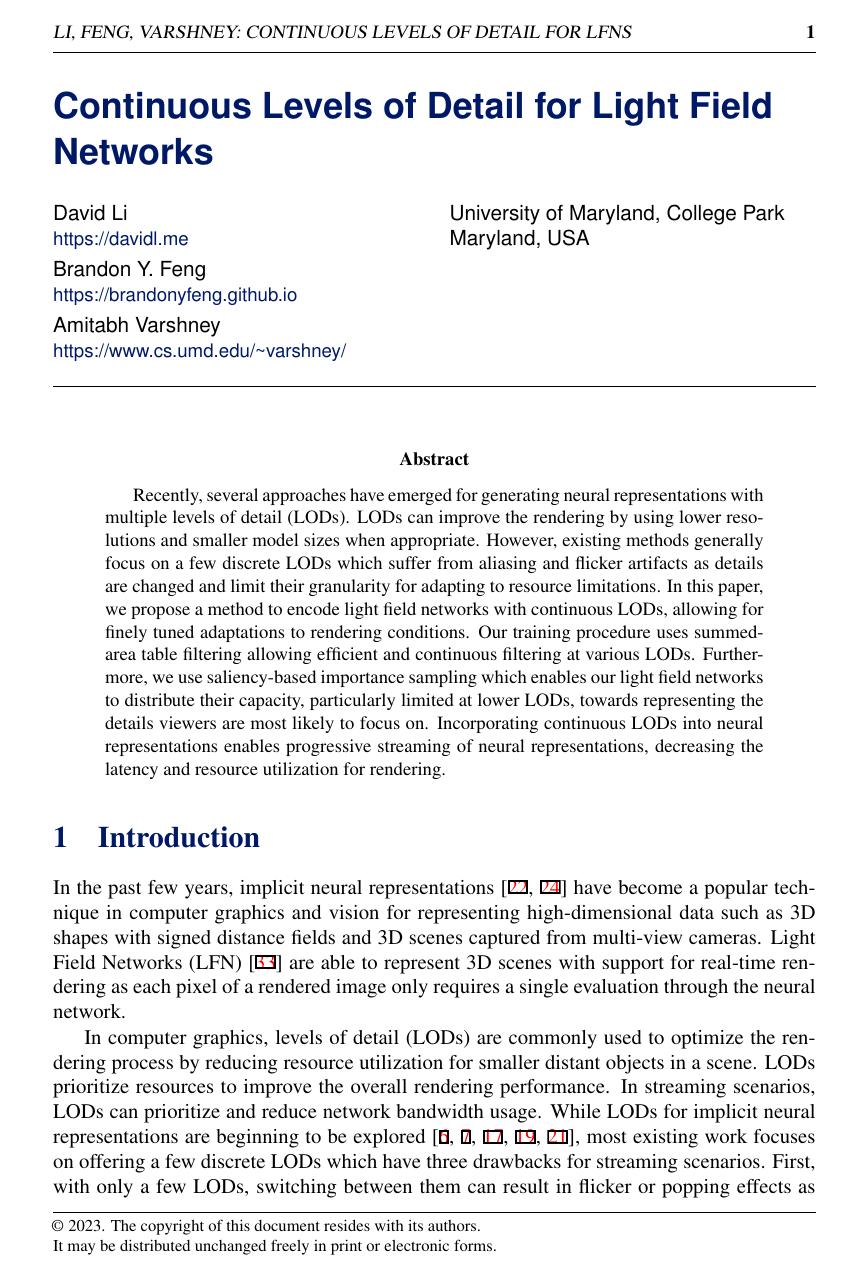 LI, FENG, VARSHNEY: CONTINUOUS LEVELS OF DETAIL FOR LFNS 1
Continuous Levels of Detail for Light Field
Networks
David Li
https://davidl.me
Brandon Y. Feng
https://brandonyfeng.github.io
Amitabh Varshney
https://www.cs.umd.edu/~varshney/
University of Maryland, College Park
Maryland, USA
Abstract
Recently, several approaches have emerged for generating neural representations with
multiple levels of detail (LODs). LODs can improve the rendering by using lower reso-
lutions and smaller model sizes when appropriate. However, existing methods generally
focus on a few discrete LODs which suffer from aliasing and flicker artifacts as details
are changed and limit their granularity for adapting to resource limitations. In this paper,
we propose a method to encode light field networks with continuous LODs, allowing for
finely tuned adaptations to rendering conditions. Our training procedure uses summed-
area table filtering allowing efficient and continuous filtering at various LODs. Further-
more, we use saliency-based importance sampling which enables our light field networks
to distribute their capacity, particularly limited at lower LODs, towards representing the
details viewers are most likely to focus on. Incorporating continuous LODs into neural
representations enables progressive streaming of neural representations, decreasing the
latency and resource utilization for rendering.
1 Introduction
In the past few years, implicit neural representations [22, 24] have become a popular tech-
nique in computer graphics and vision for representing high-dimensional data such as 3D
shapes with signed distance fields and 3D scenes captured from multi-view cameras. Light
Field Networks (LFN) [33] are able to represent 3D scenes with support for real-time ren-
dering as each pixel of a rendered image only requires a single evaluation through the neural
network.
In computer graphics, levels of detail (LODs) are commonly used to optimize the ren-
dering process by reducing resource utilization for smaller distant objects in a scene. LODs
prioritize resources to improve the overall rendering performance. In streaming scenarios,
LODs can prioritize and reduce network bandwidth usage. While LODs for implicit neural
representations are beginning to be explored [6, 7, 17, 19, 21], most existing work focuses
on offering a few discrete LODs which have three drawbacks for streaming scenarios. First,
with only a few LODs, switching between them can result in flicker or popping effects as
© 2023. The copyright of this document resides with its authors.
It may be distributed unchanged freely in print or electronic forms.